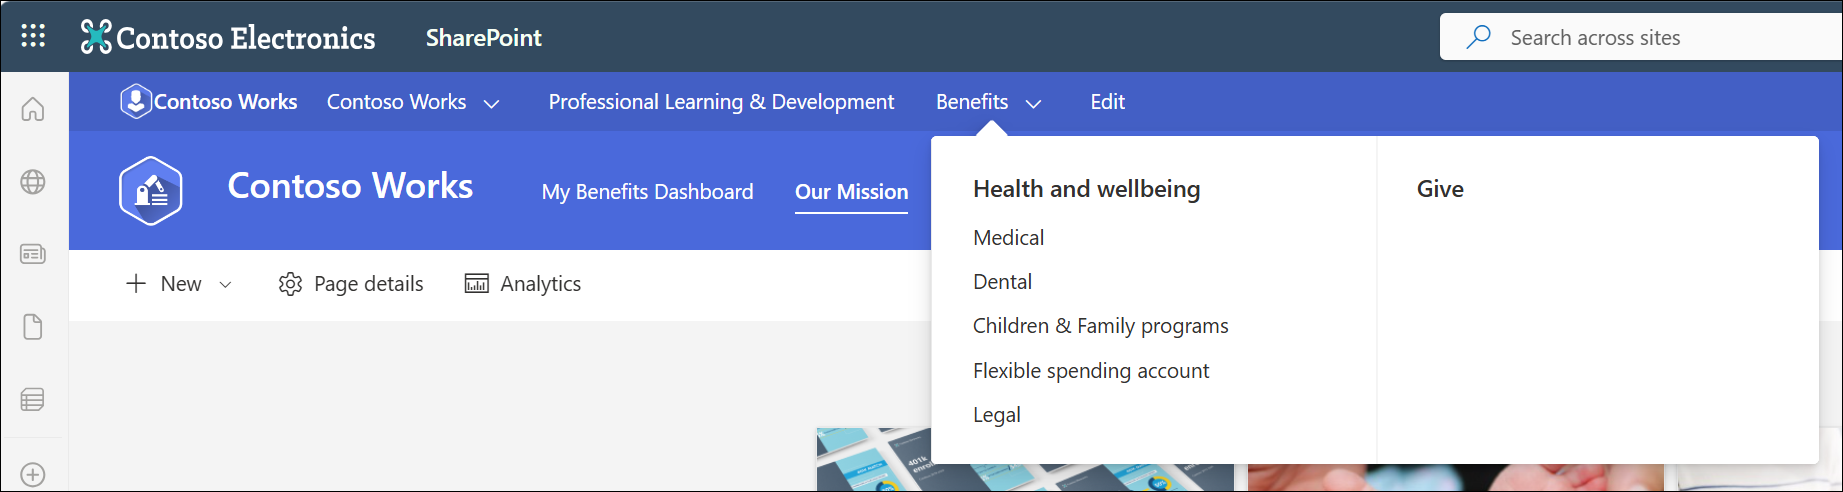 Contoso Electronics SharePoint Search across sites
Contoso Works Contoso Works Professional Learning & Development Benefits Edit
Contoso Works My Benefits Dashboard Our Mission
Health and wellbeing Give
Medical
Dental
Children & Family programs
Flexible spending account
Legal
+ New Page details Analytics
401k